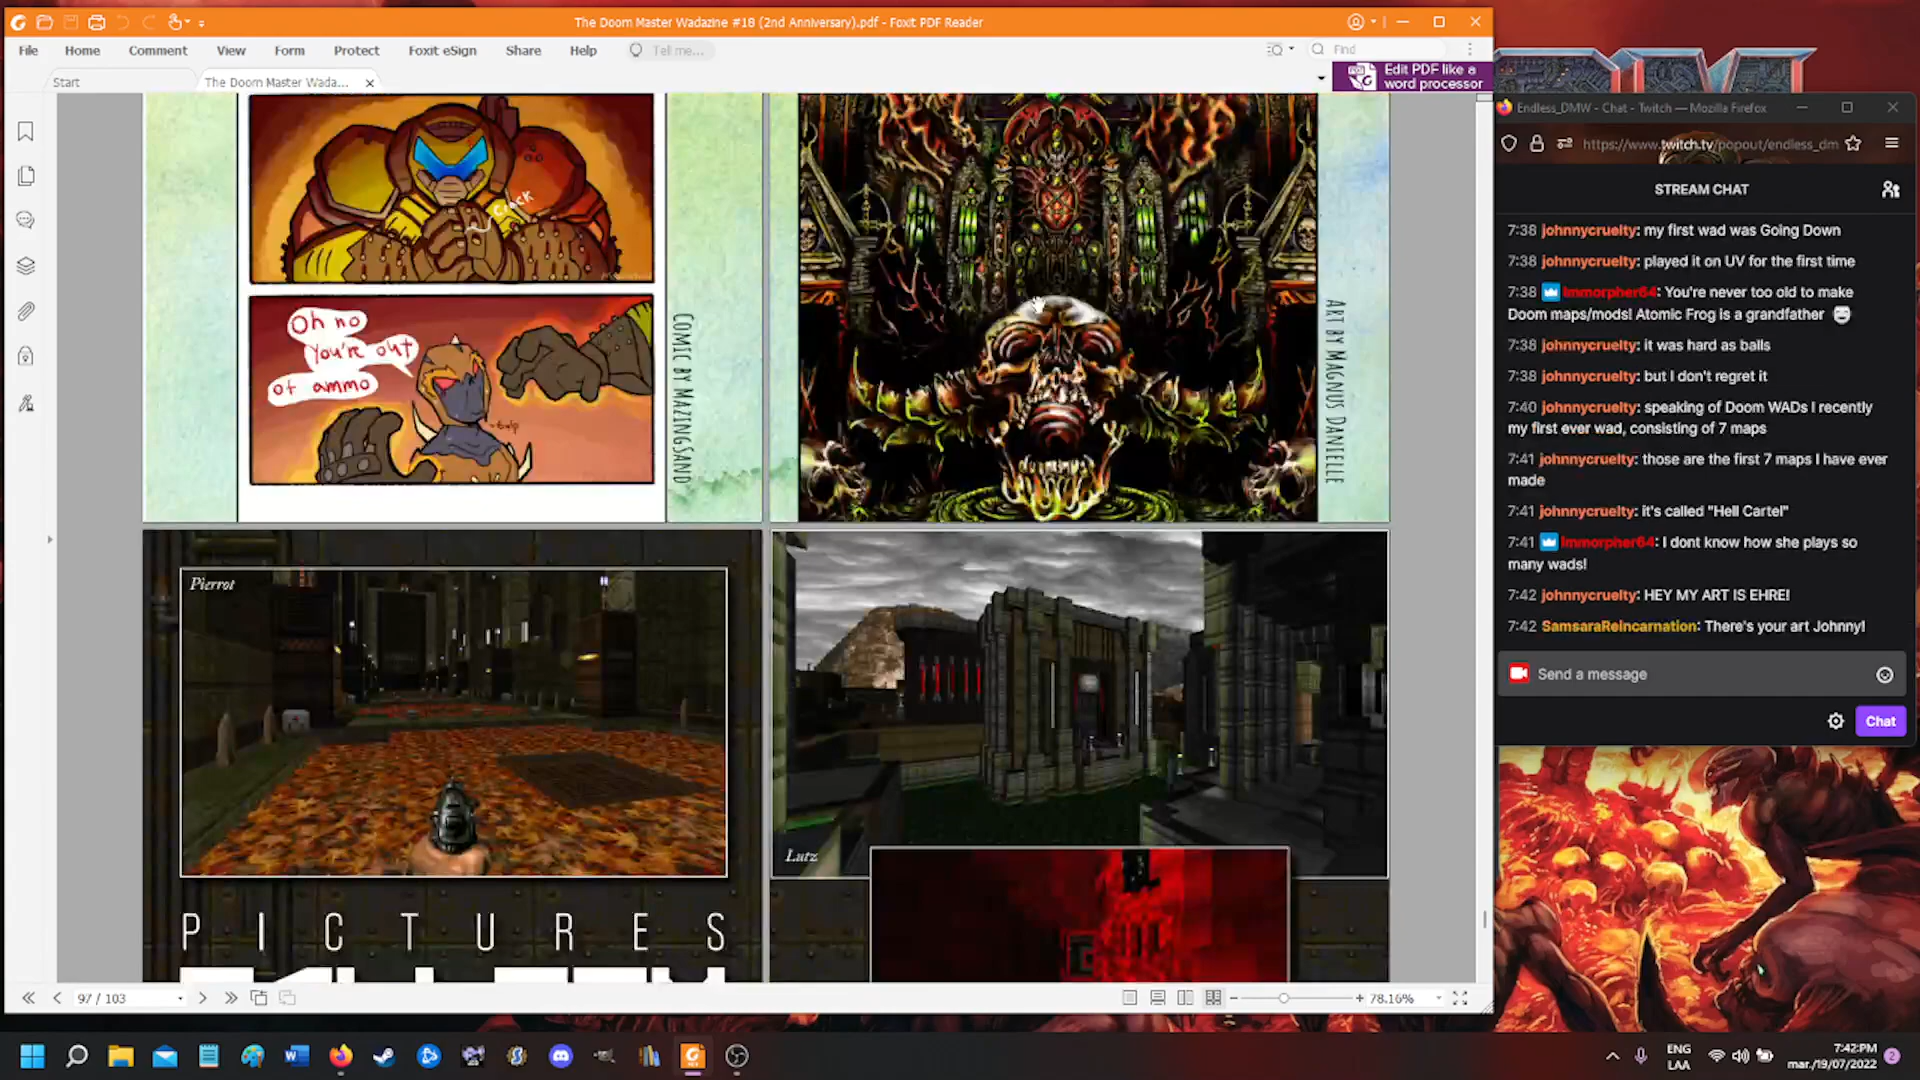 The Doom Master Wadazine #18 (2nd Anniversary).pdf - Foxit PDF Reader
File Home Comment View Form Protect Foxit eSign Share Help Tell me... Find
Start The Doom Master Wada...
Edit PDF like a
word processor
Crack
Oh no
You're out
of ammo
COMIC BY MAZINGSAND
ART BY MAGNUS DANIELLE
Pierrot
PICTURES
Lutz
97 / 103
78.16%
Endless_DMW - Chat - Twitch — Mozilla Firefox
https://www.twitch.tv/popout/endless_dm
STREAM CHAT
7:38 johnnycruelty: my first wad was Going Down
7:38 johnnycruelty: played it on UV for the first time
7:38 Immorpher64: You're never too old to make
Doom maps/mods! Atomic Frog is a grandfather
7:38 johnnycruelty: it was hard as balls
7:38 johnnycruelty: but I don't regret it
7:40 johnnycruelty: speaking of Doom WADs I recently
my first ever wad, consisting of 7 maps
7:41 johnnycruelty: those are the first 7 maps I have ever
made
7:41 johnnycruelty: it's called "Hell Cartel"
7:41 Immorpher64: I dont know how she plays so
many wads!
7:42 johnnycruelty: HEY MY ART IS EHRE!
7:42 SamsaraReincarnation: There's your art Johnny!
Send a message
Chat
ENG
LAA
7:42PM
mar./19/07/2022
2